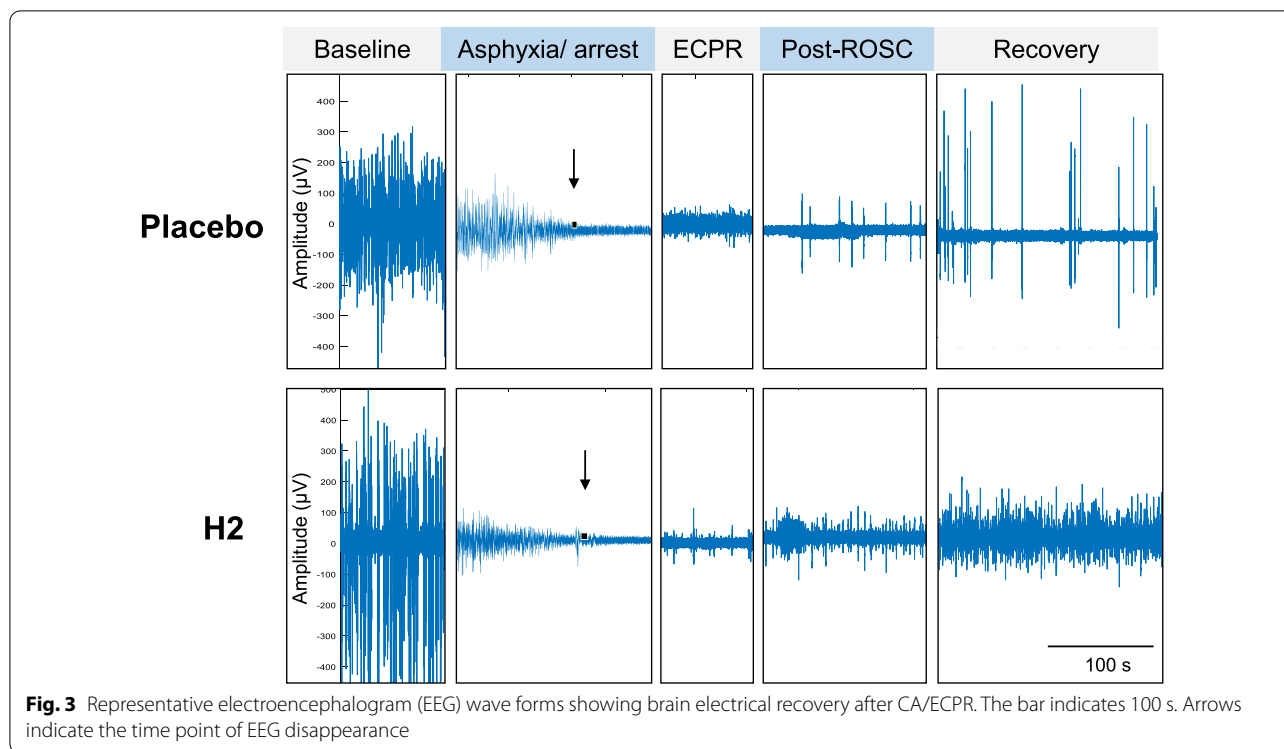 Baseline Asphyxia/ arrest ECPR Post-ROSC Recovery
Placebo
Amplitude (µV)
400
300
200
100
0
-100
-200
-300
-400
H2
Amplitude (µV)
500
400
300
200
100
0
-100
-200
-300
-400
100 s
Fig. 3 Representative electroencephalogram (EEG) wave forms showing brain electrical recovery after CA/ECPR. The bar indicates 100 s. Arrows
indicate the time point of EEG disappearance